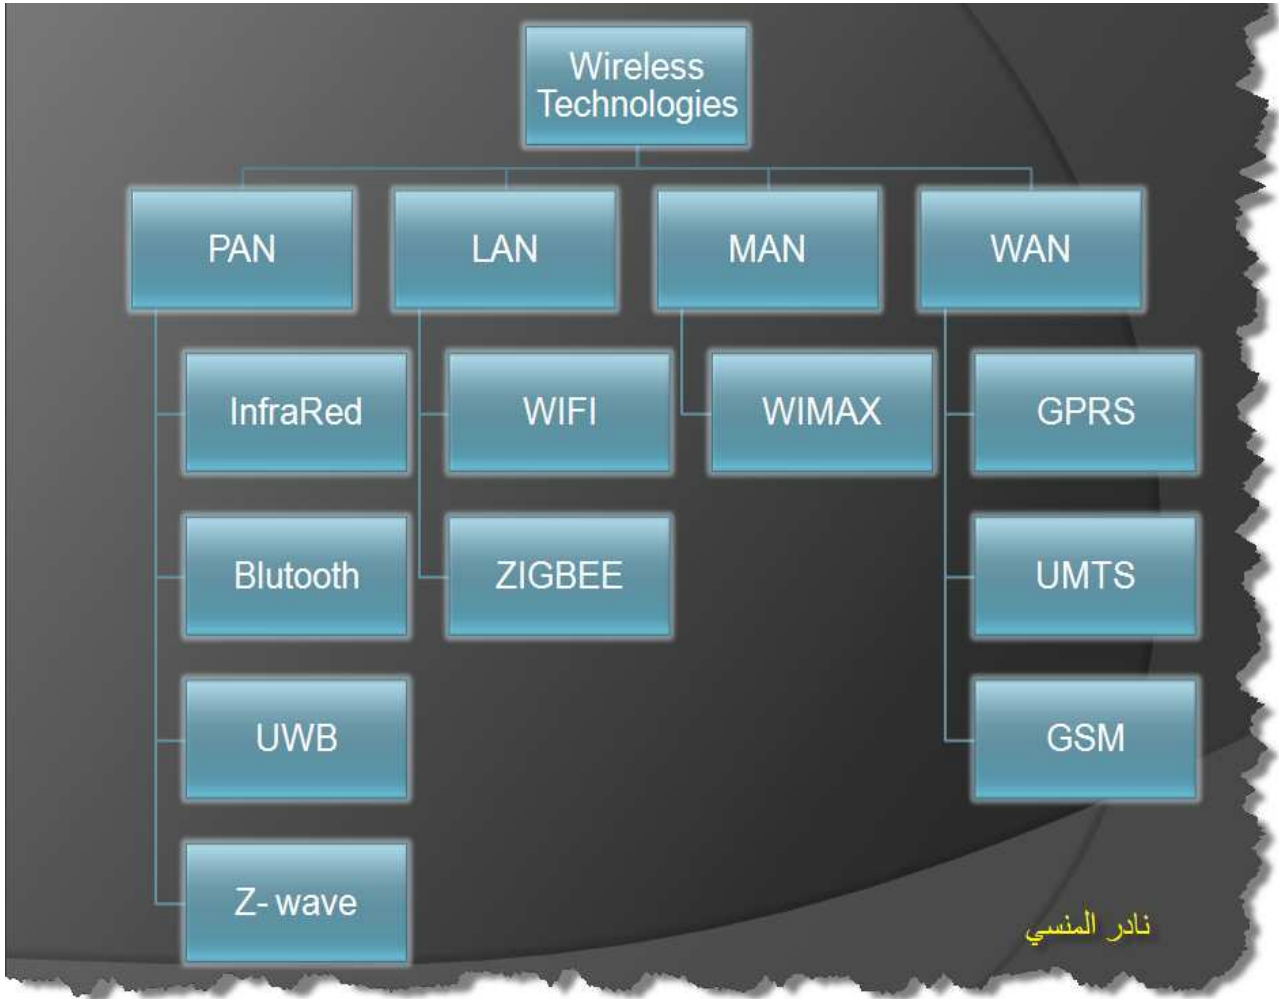 Wireless
Technologies
PAN
LAN
MAN
WAN
InfraRed
WIFI
WIMAX
GPRS
Blutooth
ZIGBEE
UMTS
UWB
GSM
Z- wave
نادر المنسي